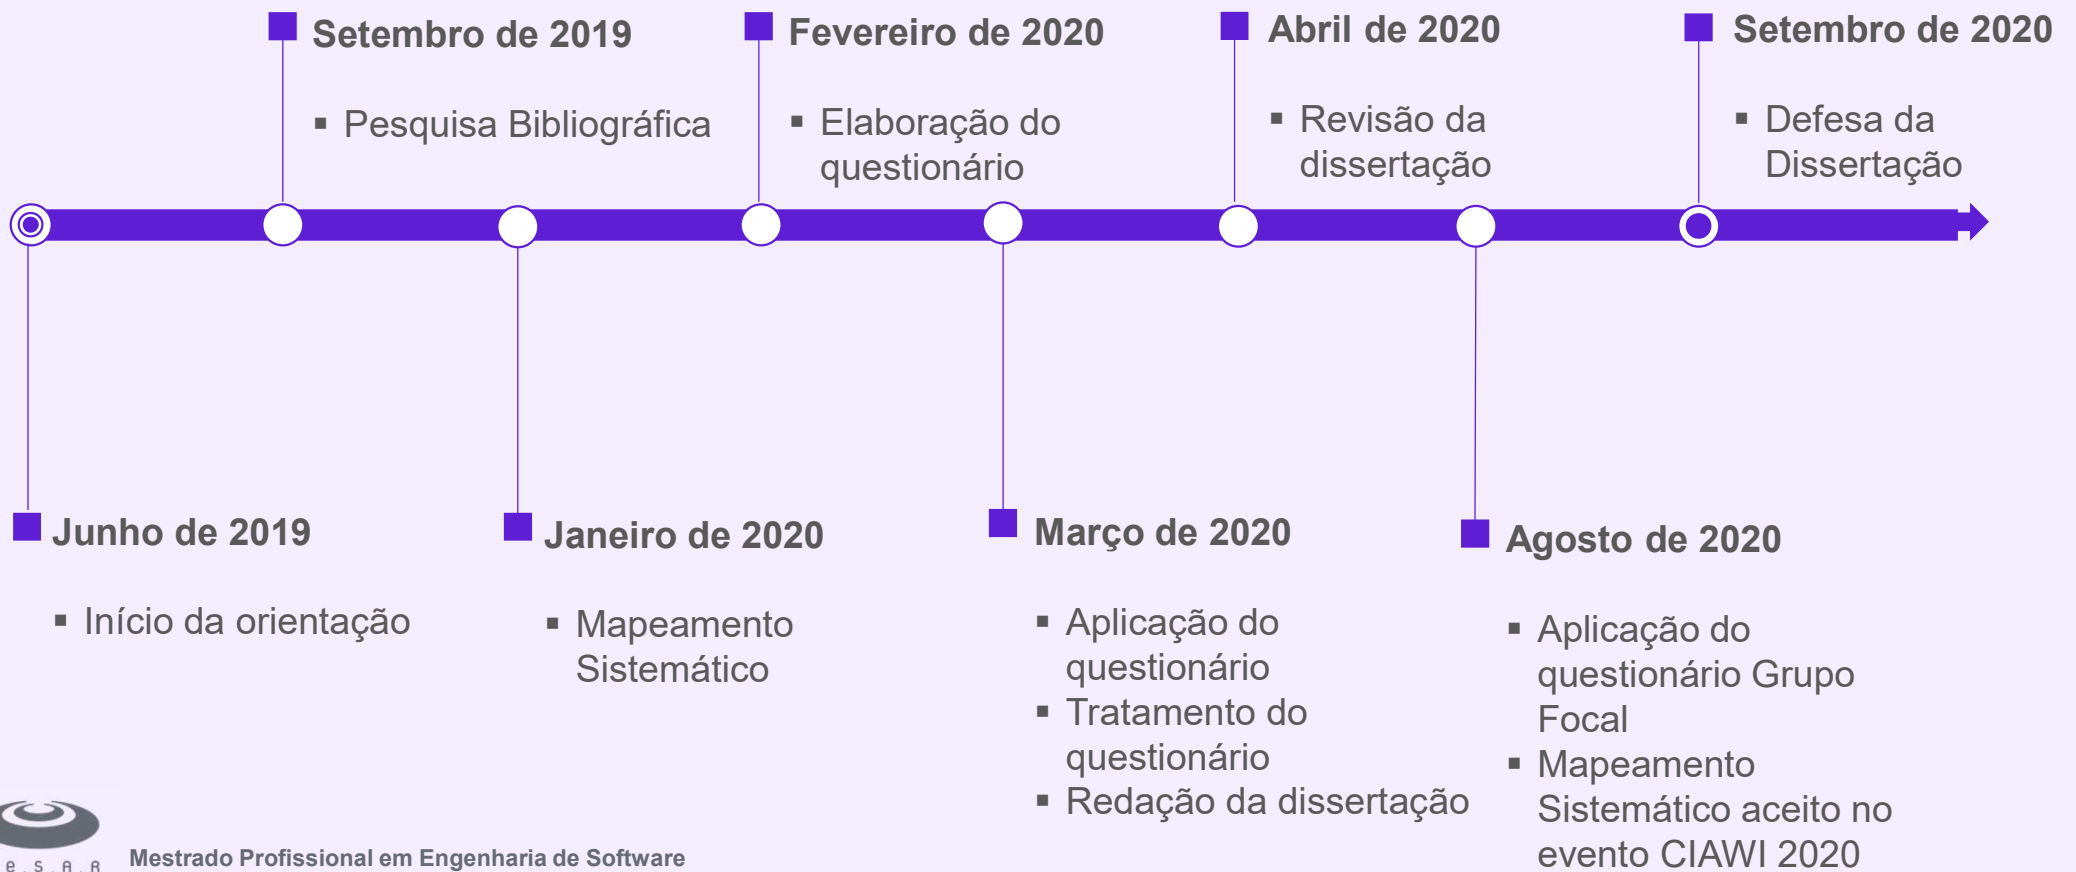 Setembro de 2019
▪ Pesquisa Bibliográfica
Fevereiro de 2020
▪ Elaboração do
questionário
Abril de 2020
▪ Revisão da
dissertação
Setembro de 2020
▪ Defesa da
Dissertação
Junho de 2019
▪ Início da orientação
Janeiro de 2020
▪ Mapeamento
Sistemático
Março de 2020
▪ Aplicação do
questionário
▪ Tratamento do
questionário
▪ Redação da dissertação
Agosto de 2020
▪ Aplicação do
questionário Grupo
Focal
▪ Mapeamento
Sistemático aceito no
evento CIAWI 2020
e.S.A.R
Mestrado Profissional em Engenharia de Software